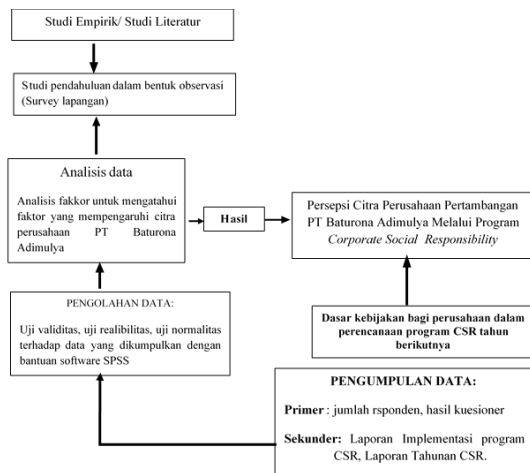 Studi Empirik/ Studi Literatur
Studi pendahuluan dalam bentuk observasi
(Survey lapangan)
Analisis data
Analisis fakkor untuk mengatahui
faktor yang mempengaruhi citra
perusahaan PT Baturona
Adimulya
Hasil
Persepsi Citra Perusahaan Pertambangan
PT Baturona Adimulya Melalui Program
Corporate Social Responsibility
PENGOLAHAN DATA:
Uji validitas, uji realibilitas, uji normalitas
terhadap data yang dikumpulkan dengan
bantuan software SPSS
Dasar kebijakan bagi perusahaan dalam
perencanaan program CSR tahun
berikutnya
PENGUMPULAN DATA:
Primer : jumlah rsponden, hasil kuesioner
Sekunder: Laporan Implementasi program
CSR, Laporan Tahunan CSR.